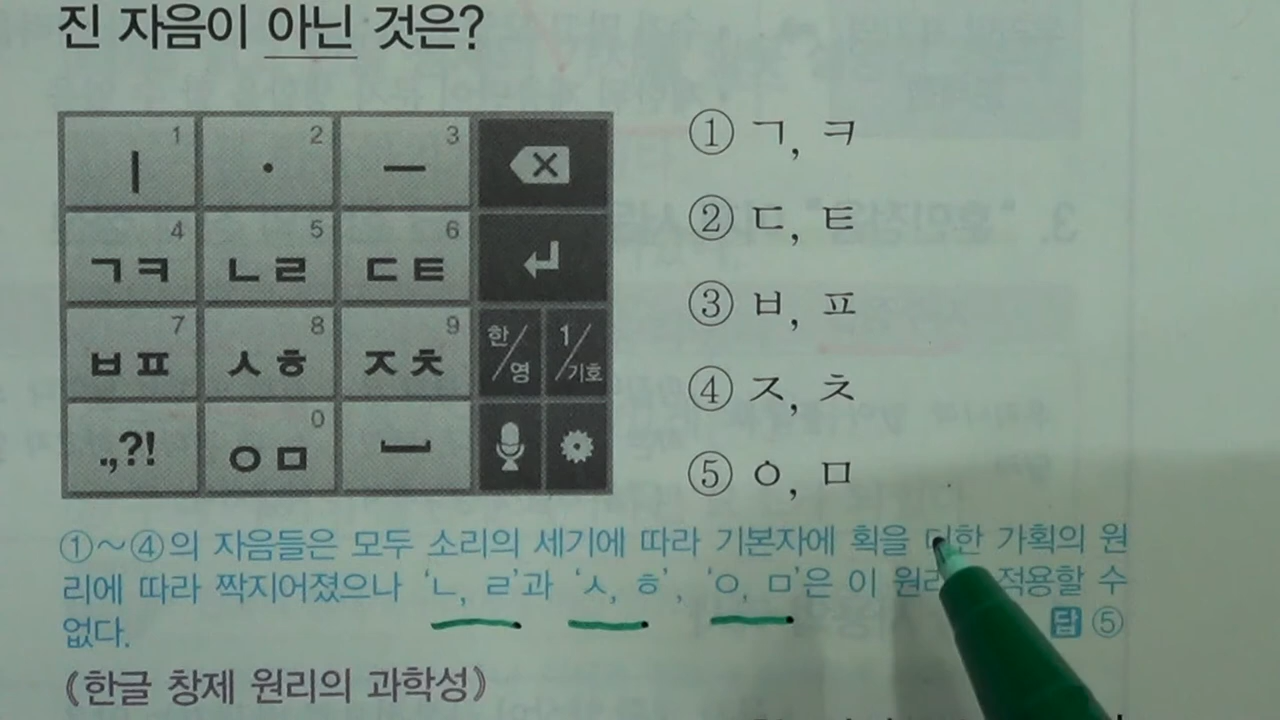 진 자음이 아닌 것은?
ㅣ 1 · 2 ㅡ 3
ㄱㅋ 4 ㄴㄹ 5 ㄷㅌ 6
ㅂㅍ 7 ㅅㅎ 8 ㅈㅊ 9 한/영 1/기호
.,?! ㅇㅁ 0
① ㄱ, ㅋ
② ㄷ, ㅌ
③ ㅂ, ㅍ
④ ㅈ, ㅊ
⑤ ㅇ, ㅁ
①~④의 자음들은 모두 소리의 세기에 따라 기본자에 획을 더한 가획의 원
리에 따라 짝지어졌으나 'ㄴ, ㄹ'과 'ㅅ, ㅎ', 'ㅇ, ㅁ'은 이 적용할 수
없다. 답 ⑤
《한글 창제 원리의 과학성》